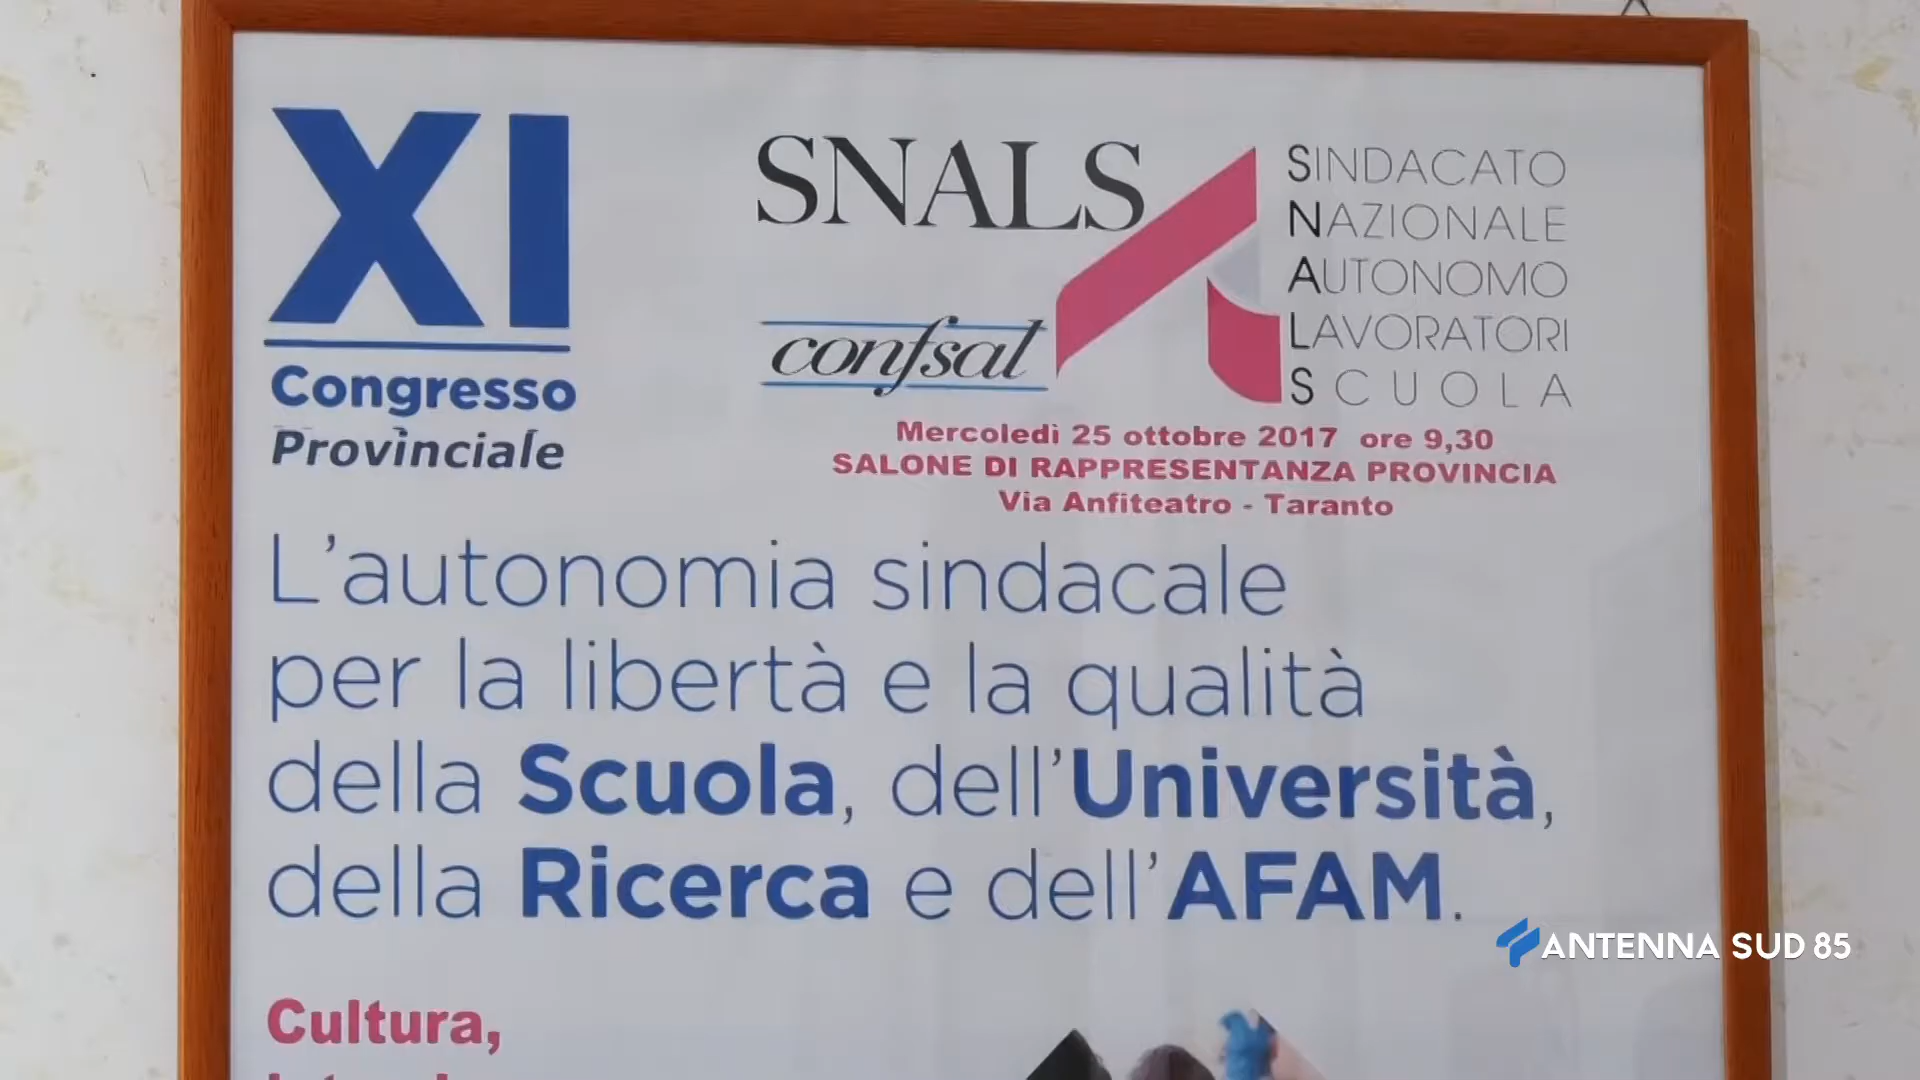 XI
Congresso
Provinciale
SNALS
confsal
SINDACATO
NAZIONALE
AUTONOMO
LAVORATORI
SCUOLA
Mercoledì 25 ottobre 2017 ore 9,30
SALONE DI RAPPRESENTANZA PROVINCIA
Via Anfiteatro - Taranto
L'autonomia sindacale
per la libertà e la qualità
della Scuola, dell'Università,
della Ricerca e dell'AFAM.
ANTENNA SUD 85
Cultura,